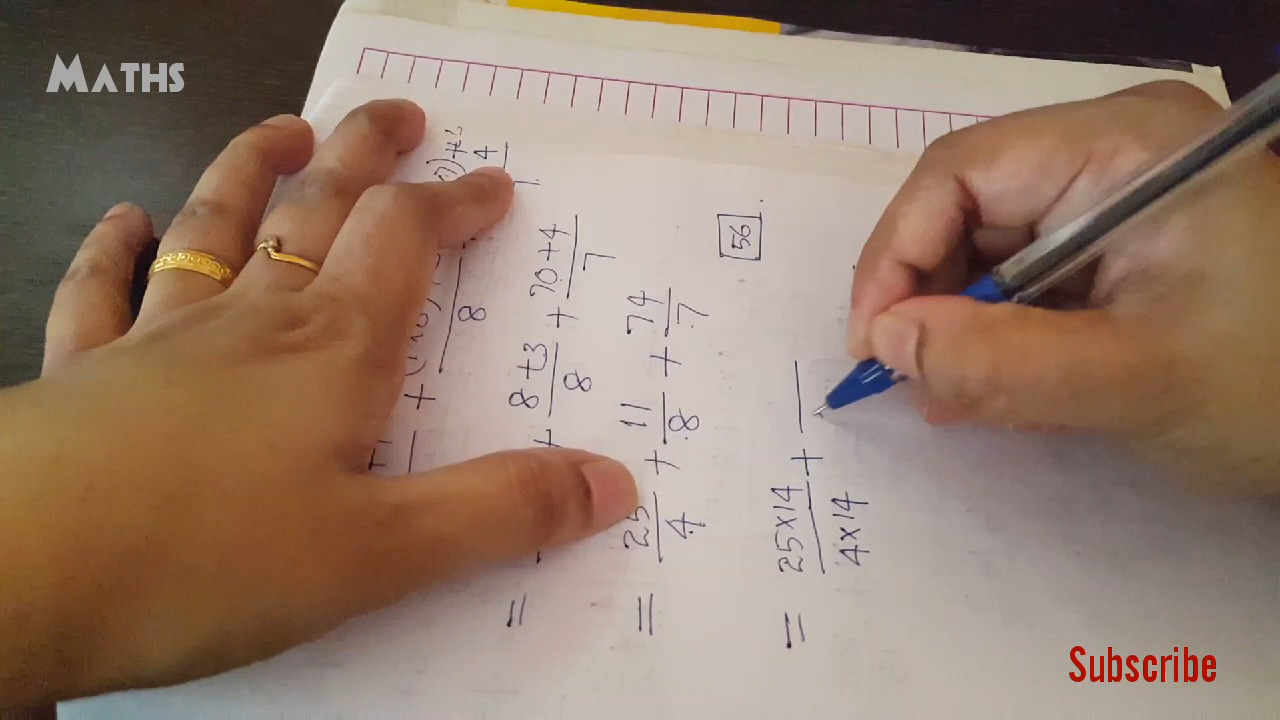 MATHS
= 8+3/8 + 70+4/7
= 25/4 + 11/8 + 74/7
56
= 25×14/4×14 +
Subscribe